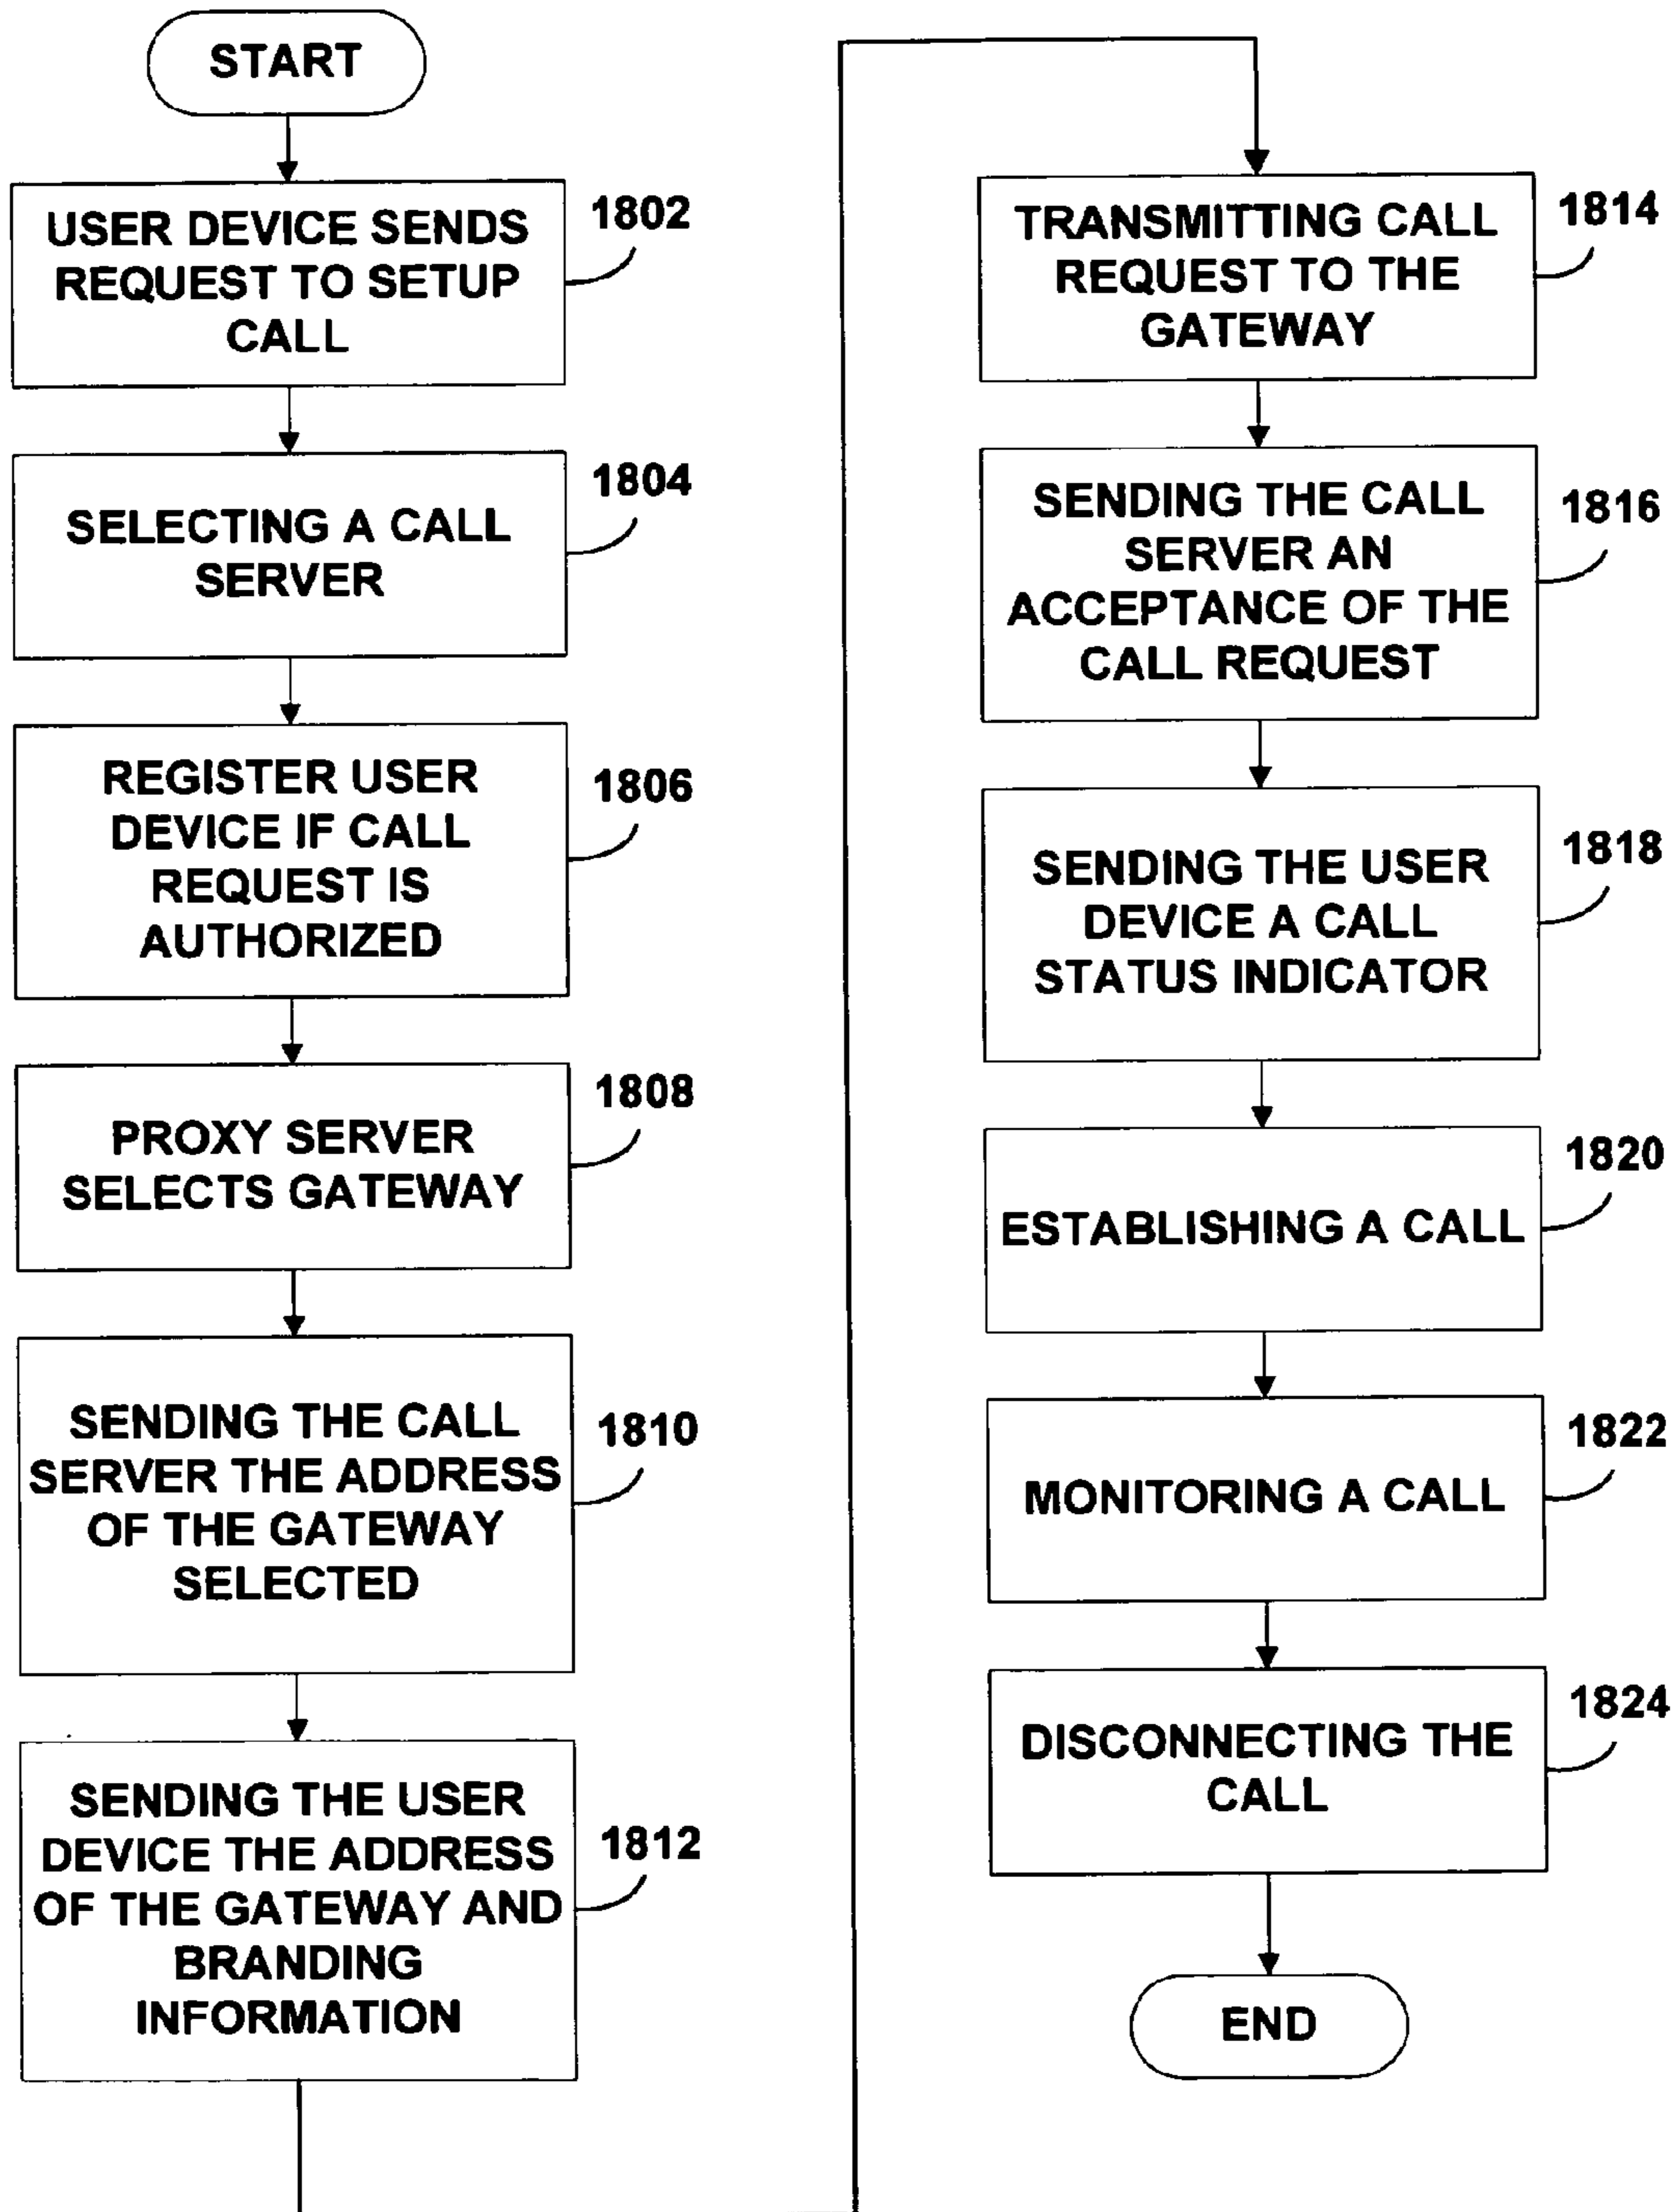 START
USER DEVICE SENDS
REQUEST TO SETUP
CALL
1802
SELECTING A CALL
SERVER
1804
REGISTER USER
DEVICE IF CALL
REQUEST IS
AUTHORIZED
1806
PROXY SERVER
SELECTS GATEWAY
1808
SENDING THE CALL
SERVER THE ADDRESS
OF THE GATEWAY
SELECTED
1810
SENDING THE USER
DEVICE THE ADDRESS
OF THE GATEWAY AND
BRANDING
INFORMATION
1812
TRANSMITTING CALL
REQUEST TO THE
GATEWAY
1814
SENDING THE CALL
SERVER AN
ACCEPTANCE OF THE
CALL REQUEST
1816
SENDING THE USER
DEVICE A CALL
STATUS INDICATOR
1818
ESTABLISHING A CALL
1820
MONITORING A CALL
1822
DISCONNECTING THE
CALL
1824
END